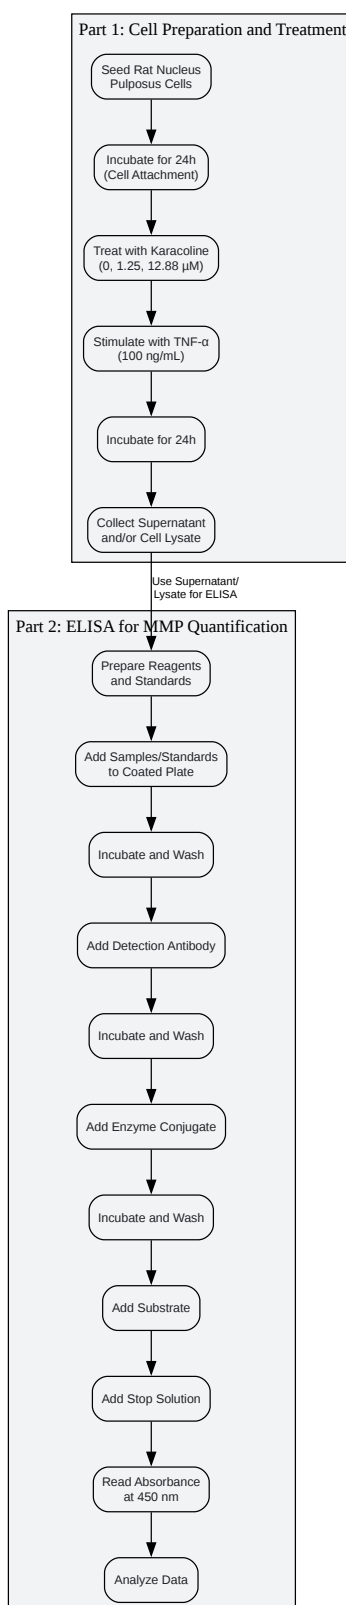 Part 1: Cell Preparation and Treatment
Seed Rat Nucleus
Pulposus Cells
Incubate for 24h
(Cell Attachment)
Treat with Karacoline
(0, 1.25, 12.88 µM)
Stimulate with TNF-α
(100 ng/mL)
Incubate for 24h
Collect Supernatant
and/or Cell Lysate
Use Supernatant/
Lysate for ELISA
Part 2: ELISA for MMP Quantification
Prepare Reagents
and Standards
Add Samples/Standards
to Coated Plate
Incubate and Wash
Add Detection Antibody
Incubate and Wash
Add Enzyme Conjugate
Incubate and Wash
Add Substrate
Add Stop Solution
Read Absorbance
at 450 nm
Analyze Data